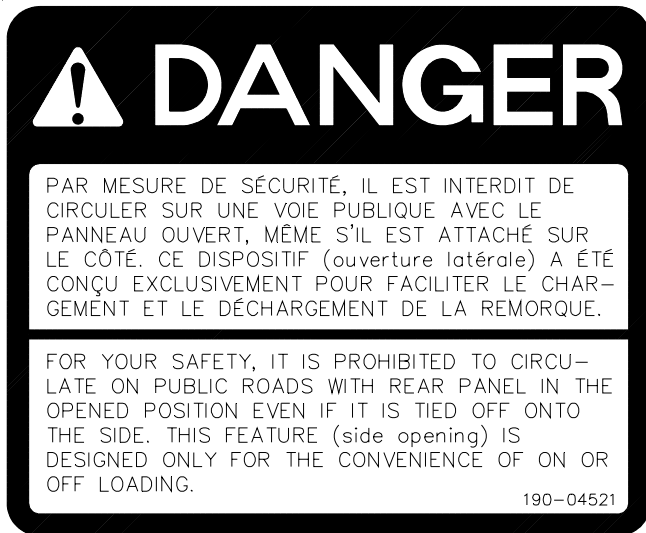 DANGER
PAR MESURE DE SÉCURITÉ, IL EST INTERDIT DE
CIRCULER SUR UNE VOIE PUBLIQUE AVEC LE
PANNEAU OUVERT, MÊME S'IL EST ATTACHÉ SUR
LE CÔTÉ. CE DISPOSITIF (ouverture latérale) A ÉTÉ
CONÇU EXCLUSIVEMENT POUR FACILITER LE CHAR-
GEMENT ET LE DÉCHARGEMENT DE LA REMORQUE.
FOR YOUR SAFETY, IT IS PROHIBITED TO CIRCU-
LATE ON PUBLIC ROADS WITH REAR PANEL IN THE
OPENED POSITION EVEN IF IT IS TIED OFF ONTO
THE SIDE. THIS FEATURE (side opening) IS
DESIGNED ONLY FOR THE CONVENIENCE OF ON OR
OFF LOADING.
190-04521